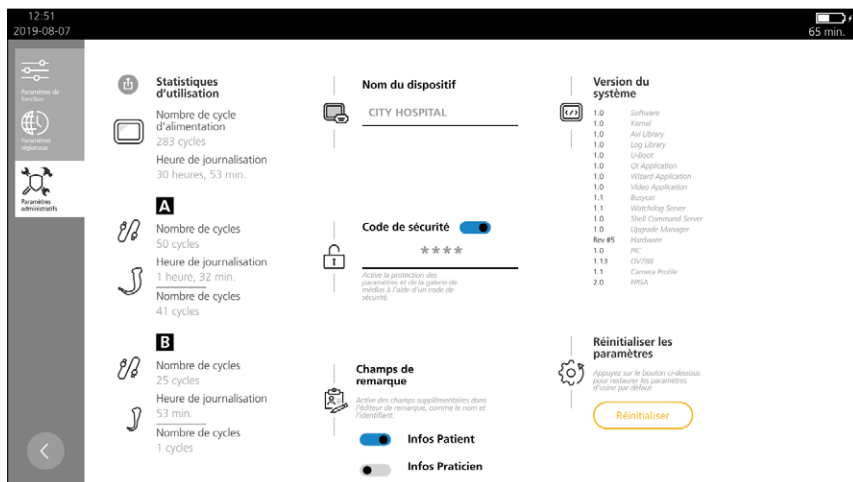 12:51
2019-08-07
65 min.
Paramètres de
fonction
Paramètres
régionaux
Paramètres
administratifs
Statistiques
d'utilisation
Nombre de cycle
d'alimentation
283 cycles
Heure de journalisation
30 heures, 53 min.
A
Nombre de cycles
50 cycles
Heure de journalisation
1 heure, 32 min.
Nombre de cycles
41 cycles
B
Nombre de cycles
25 cycles
Heure de journalisation
53 min.
Nombre de cycles
1 cycles
Nom du dispositif
CITY HOSPITAL
Code de sécurité
****
Active la protection des
paramètres et de la galerie de
médias à l'aide d'un code de
sécurité.
Champs de
remarque
Active des champs supplémentaires dans
l'éditeur de remarque, comme le nom et
l'identifiant.
Infos Patient
Infos Praticien
Version du
système
1.0 Software
1.0 Kernel
1.0 Avi Library
1.0 Log Library
1.0 U-Boot
1.0 Qt Application
1.0 Wizard Application
1.0 Video Application
1.1 Busycat
1.1 Watchdog Server
1.0 Shell Command Server
1.0 Upgrade Manager
Rev #5 Hardware
1.0 PIC
1.13 OV788
1.1 Camera Profile
2.0 FPGA
Réinitialiser les
paramètres
Appuyez sur le bouton ci-dessous
pour restaurer les paramètres
d'usine par défaut
Réinitialiser